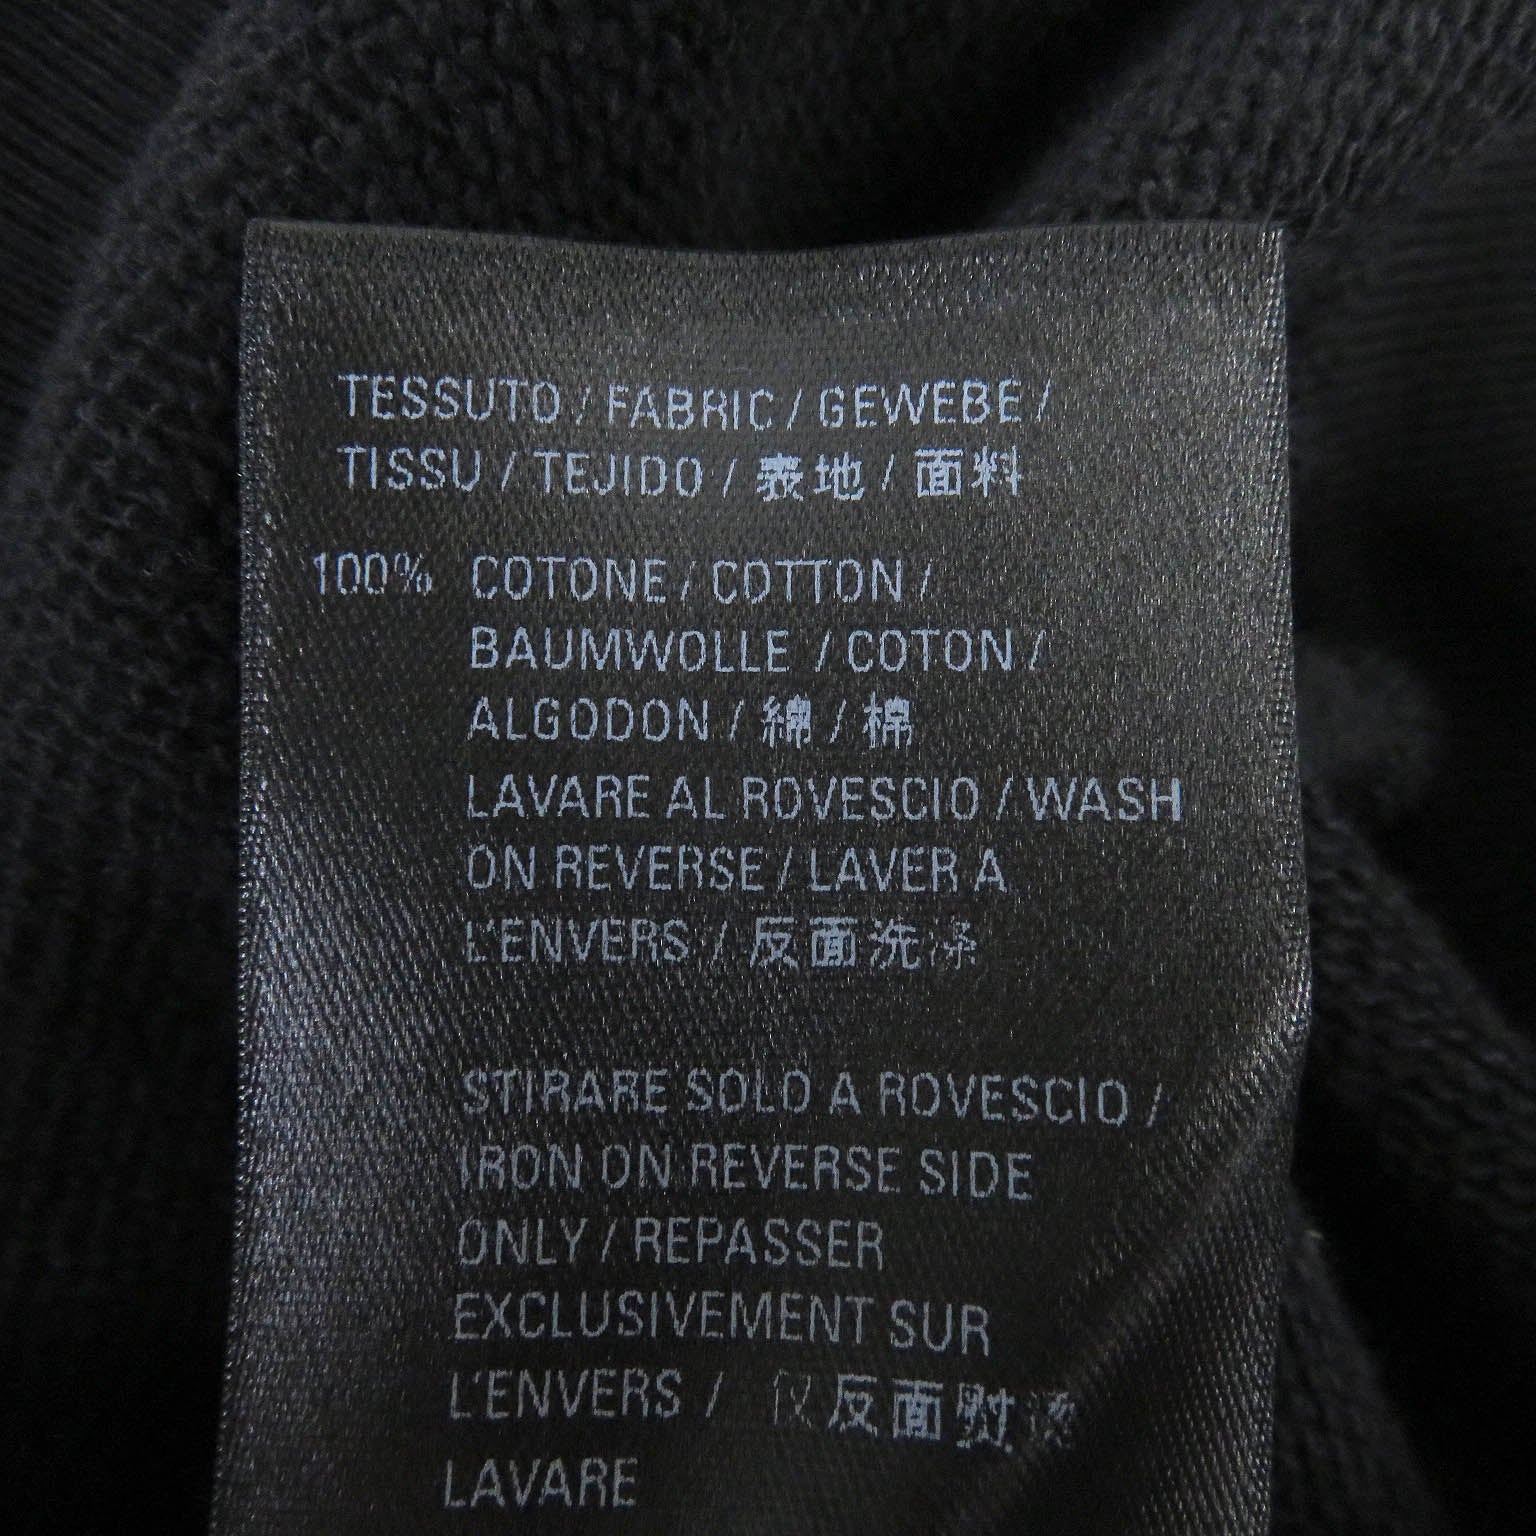 TESSUTO / FABRIC / GEWEBE /
TISSU / TEJIDO / 表地 / 面料
100% COTONE / COTTON /
BAUMWOLLE / COTON /
ALGODON / 綿 / 棉
LAVARE AL ROVESCIO / WASH
ON REVERSE / LAVER A
L'ENVERS / 反面洗涤
STIRARE SOLO A ROVESCIO /
IRON ON REVERSE SIDE
ONLY / REPASSER
EXCLUSIVEMENT SUR
L'ENVERS / 仅反面熨烫
LAVARE